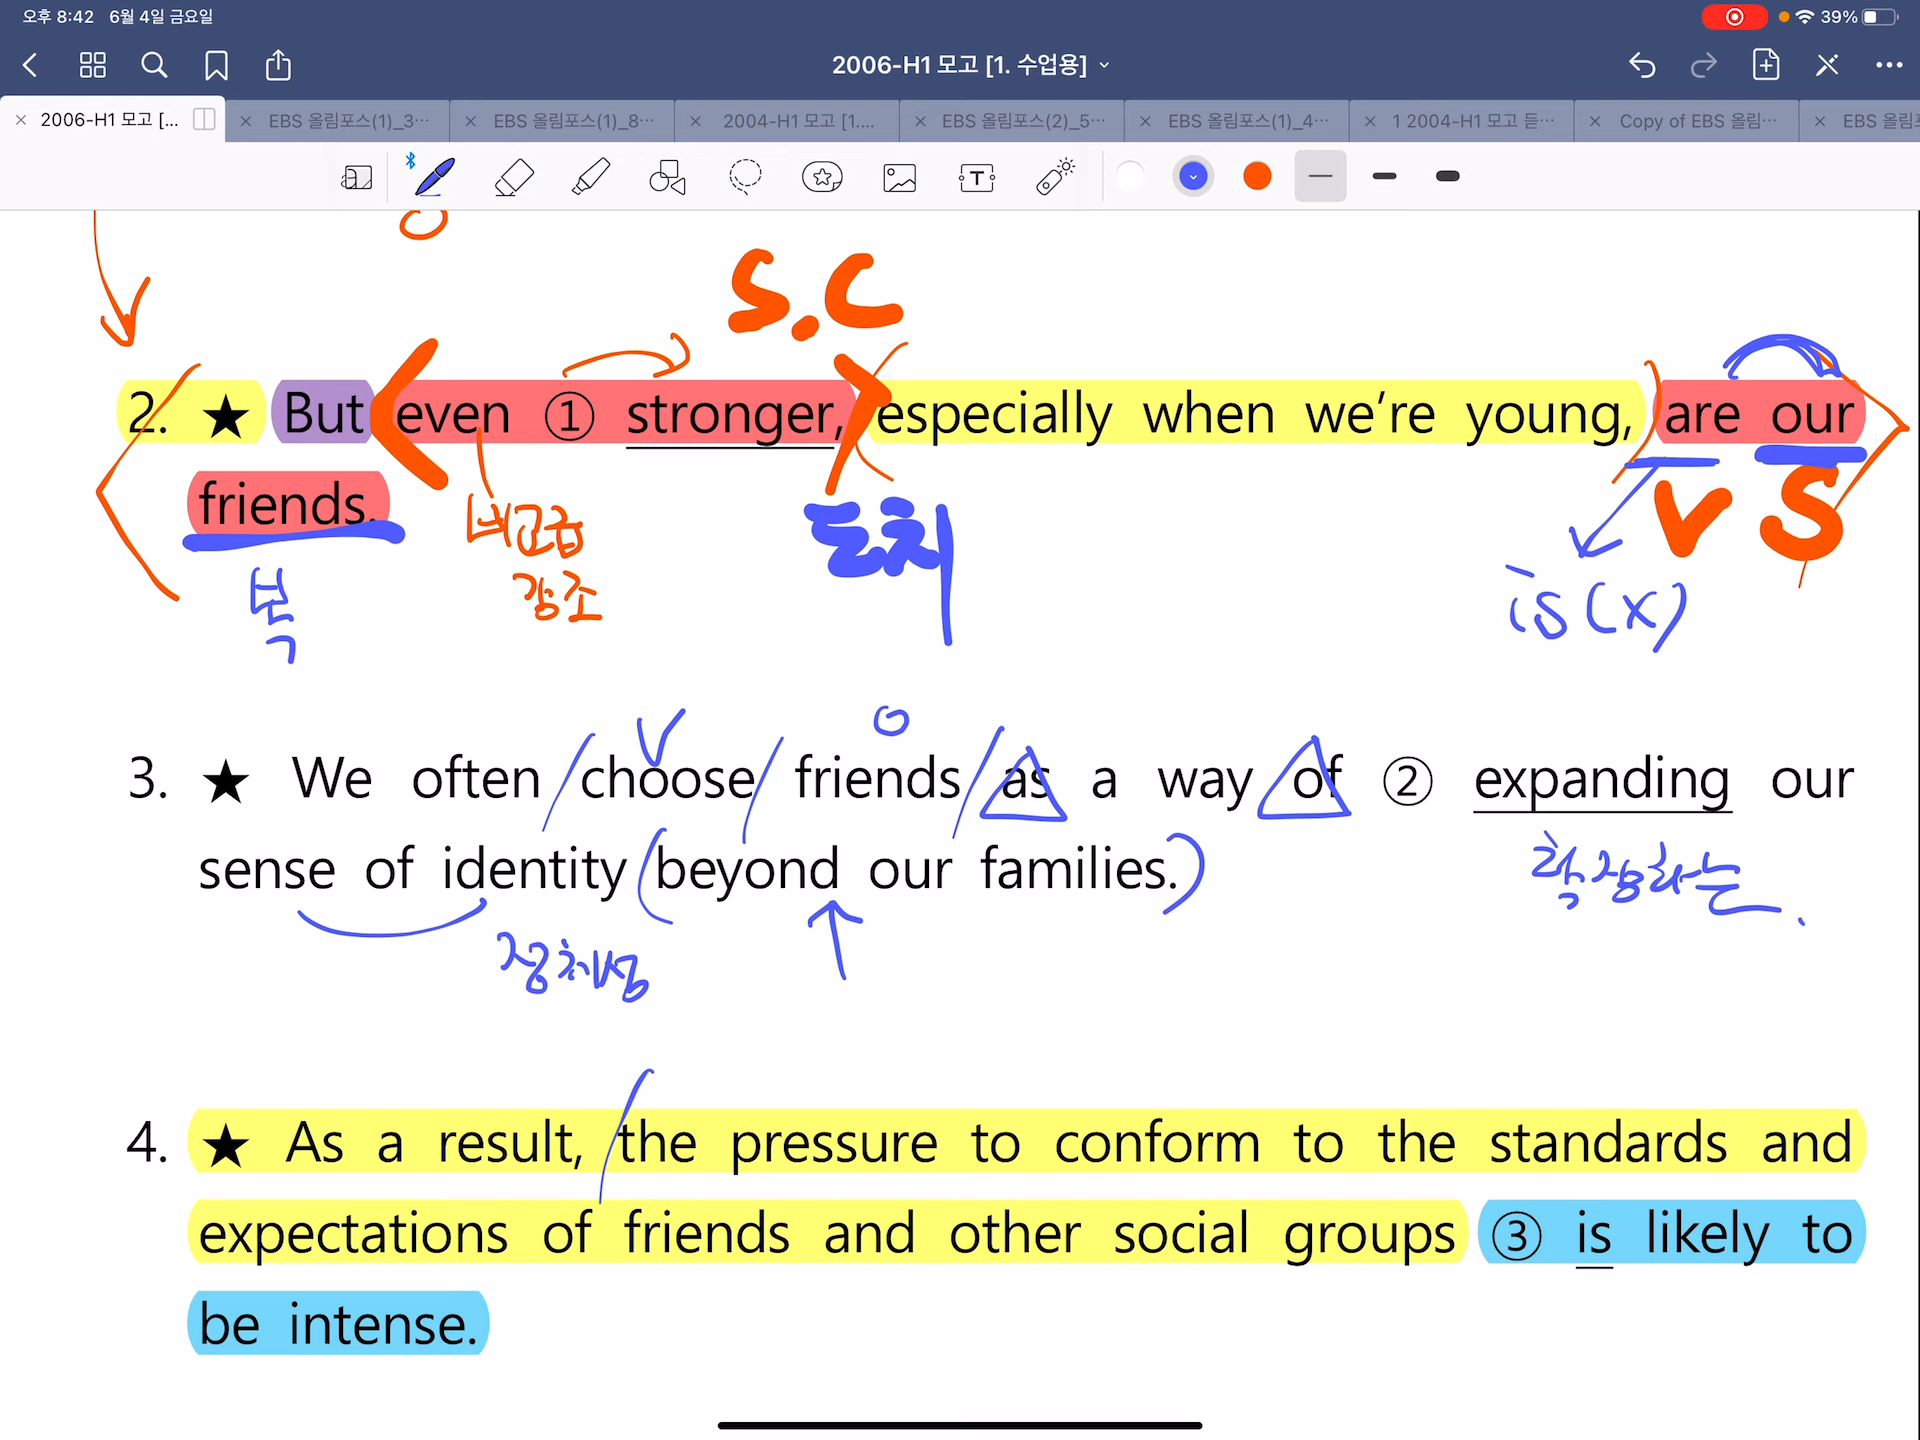 오후 8:42 6월 4일 금요일
39%
2006-H1 모고 [1. 수업용]
2006-H1 모고 [...
EBS 올림포스(1)_3···
EBS 올림포스(1)_8···
2004-H1 모고 [1....
EBS 올림포스(2)_5···
EBS 올림포스(1)_4···
1 2004-H1 모고 듣···
Copy of EBS 올림···
EBS 올림포
S.C
2. ★ But even ① stronger, especially when we're young, are our
friends.
비교급
강조
도치
V S
복
is (X)
V
O
3. ★ We often choose friends as a way of ② expanding our
sense of identity (beyond our families.)
확장하는
정체성
4. ★ As a result, the pressure to conform to the standards and
expectations of friends and other social groups ③ is likely to
be intense.